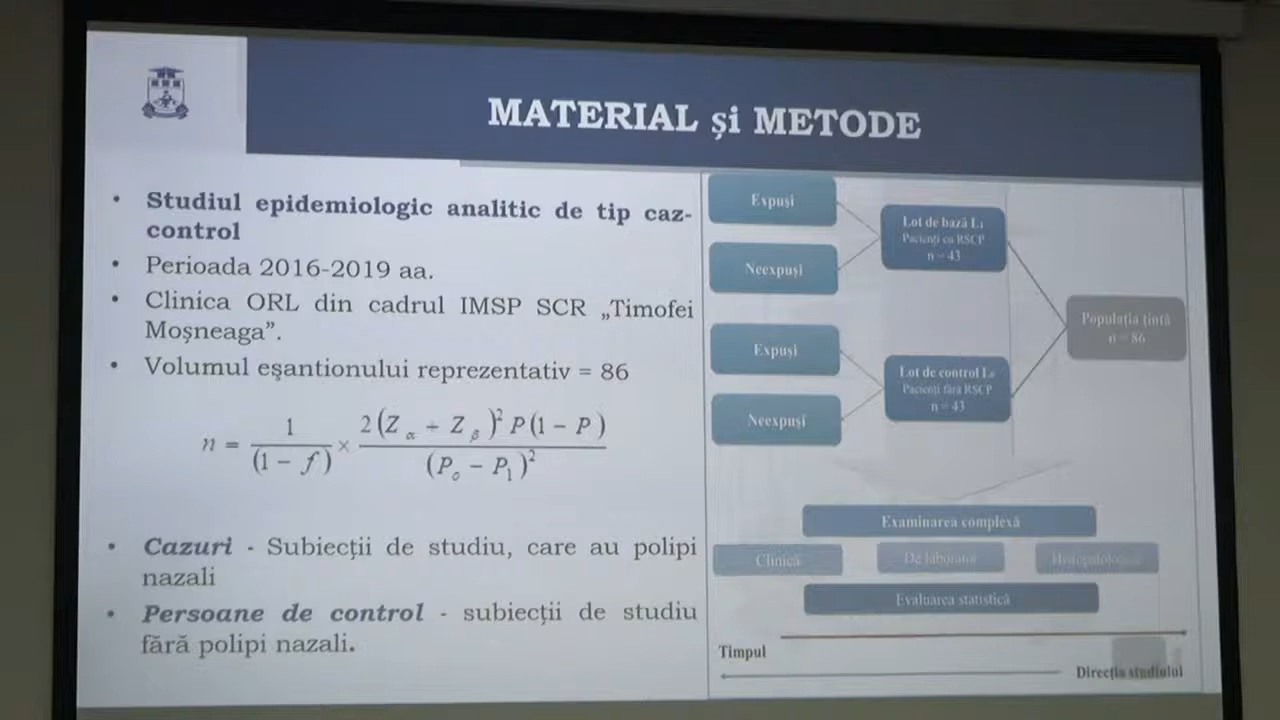 MATERIAL și METODE
• Studiul epidemiologic analitic de tip caz-
control
• Perioada 2016-2019 aa.
• Clinica ORL din cadrul IMSP SCR „Timofei
Moșneaga”.
• Volumul eşantionului reprezentativ = 86
n = 1 / (1 − f) × 2(Zα + Zβ)² P(1 − P) / (Po − P1)²
• Cazuri - Subiecții de studiu, care au polipi
nazali
• Persoane de control - subiecții de studiu
fără polipi nazali.
Expuși
Neexpuși
Expuși
Neexpuși
Lot de bază L₁
Pacienți cu RSCP
n = 43
Lot de control L₀
Pacienți fără RSCP
n = 43
Populația țintă
n = 86
Examinarea complexă
Clinică
De laborator
Evaluarea statistică
Timpul
Direcția studiului